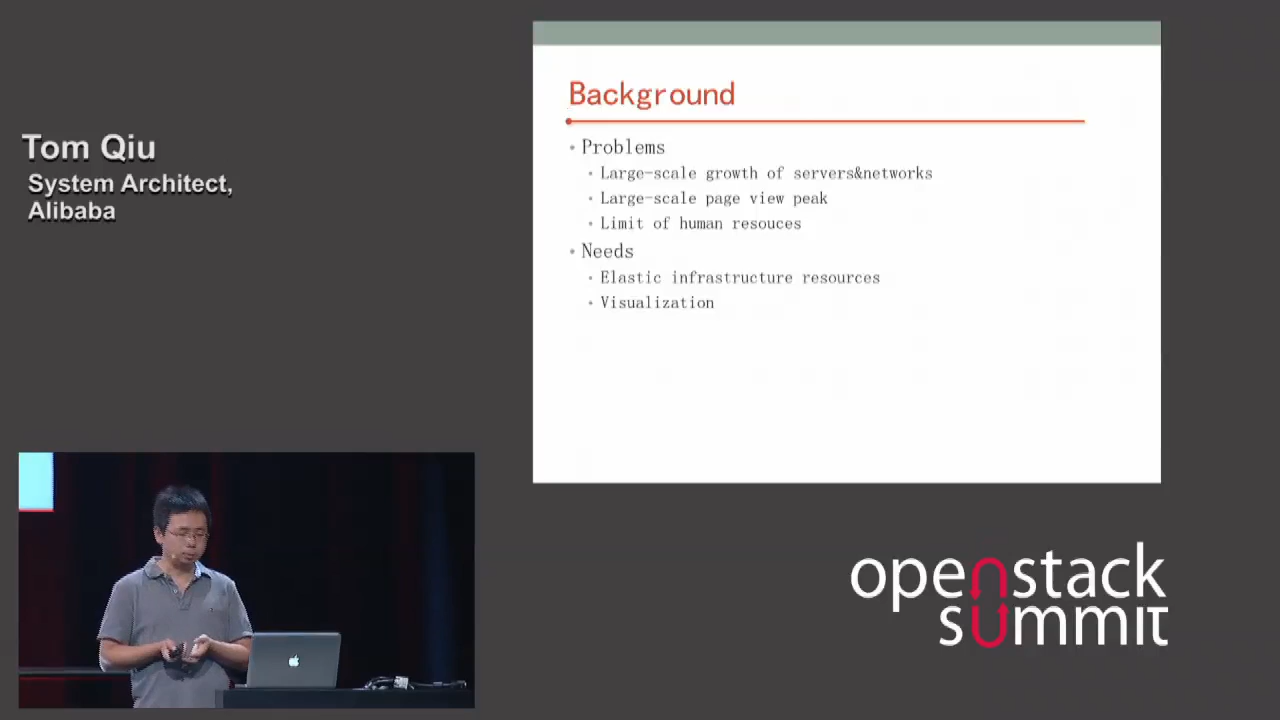 Tom Qiu
System Architect,
Alibaba
Background
Problems
Large-scale growth of servers&networks
Large-scale page view peak
Limit of human resouces
Needs
Elastic infrastructure resources
Visualization
openstack
summit